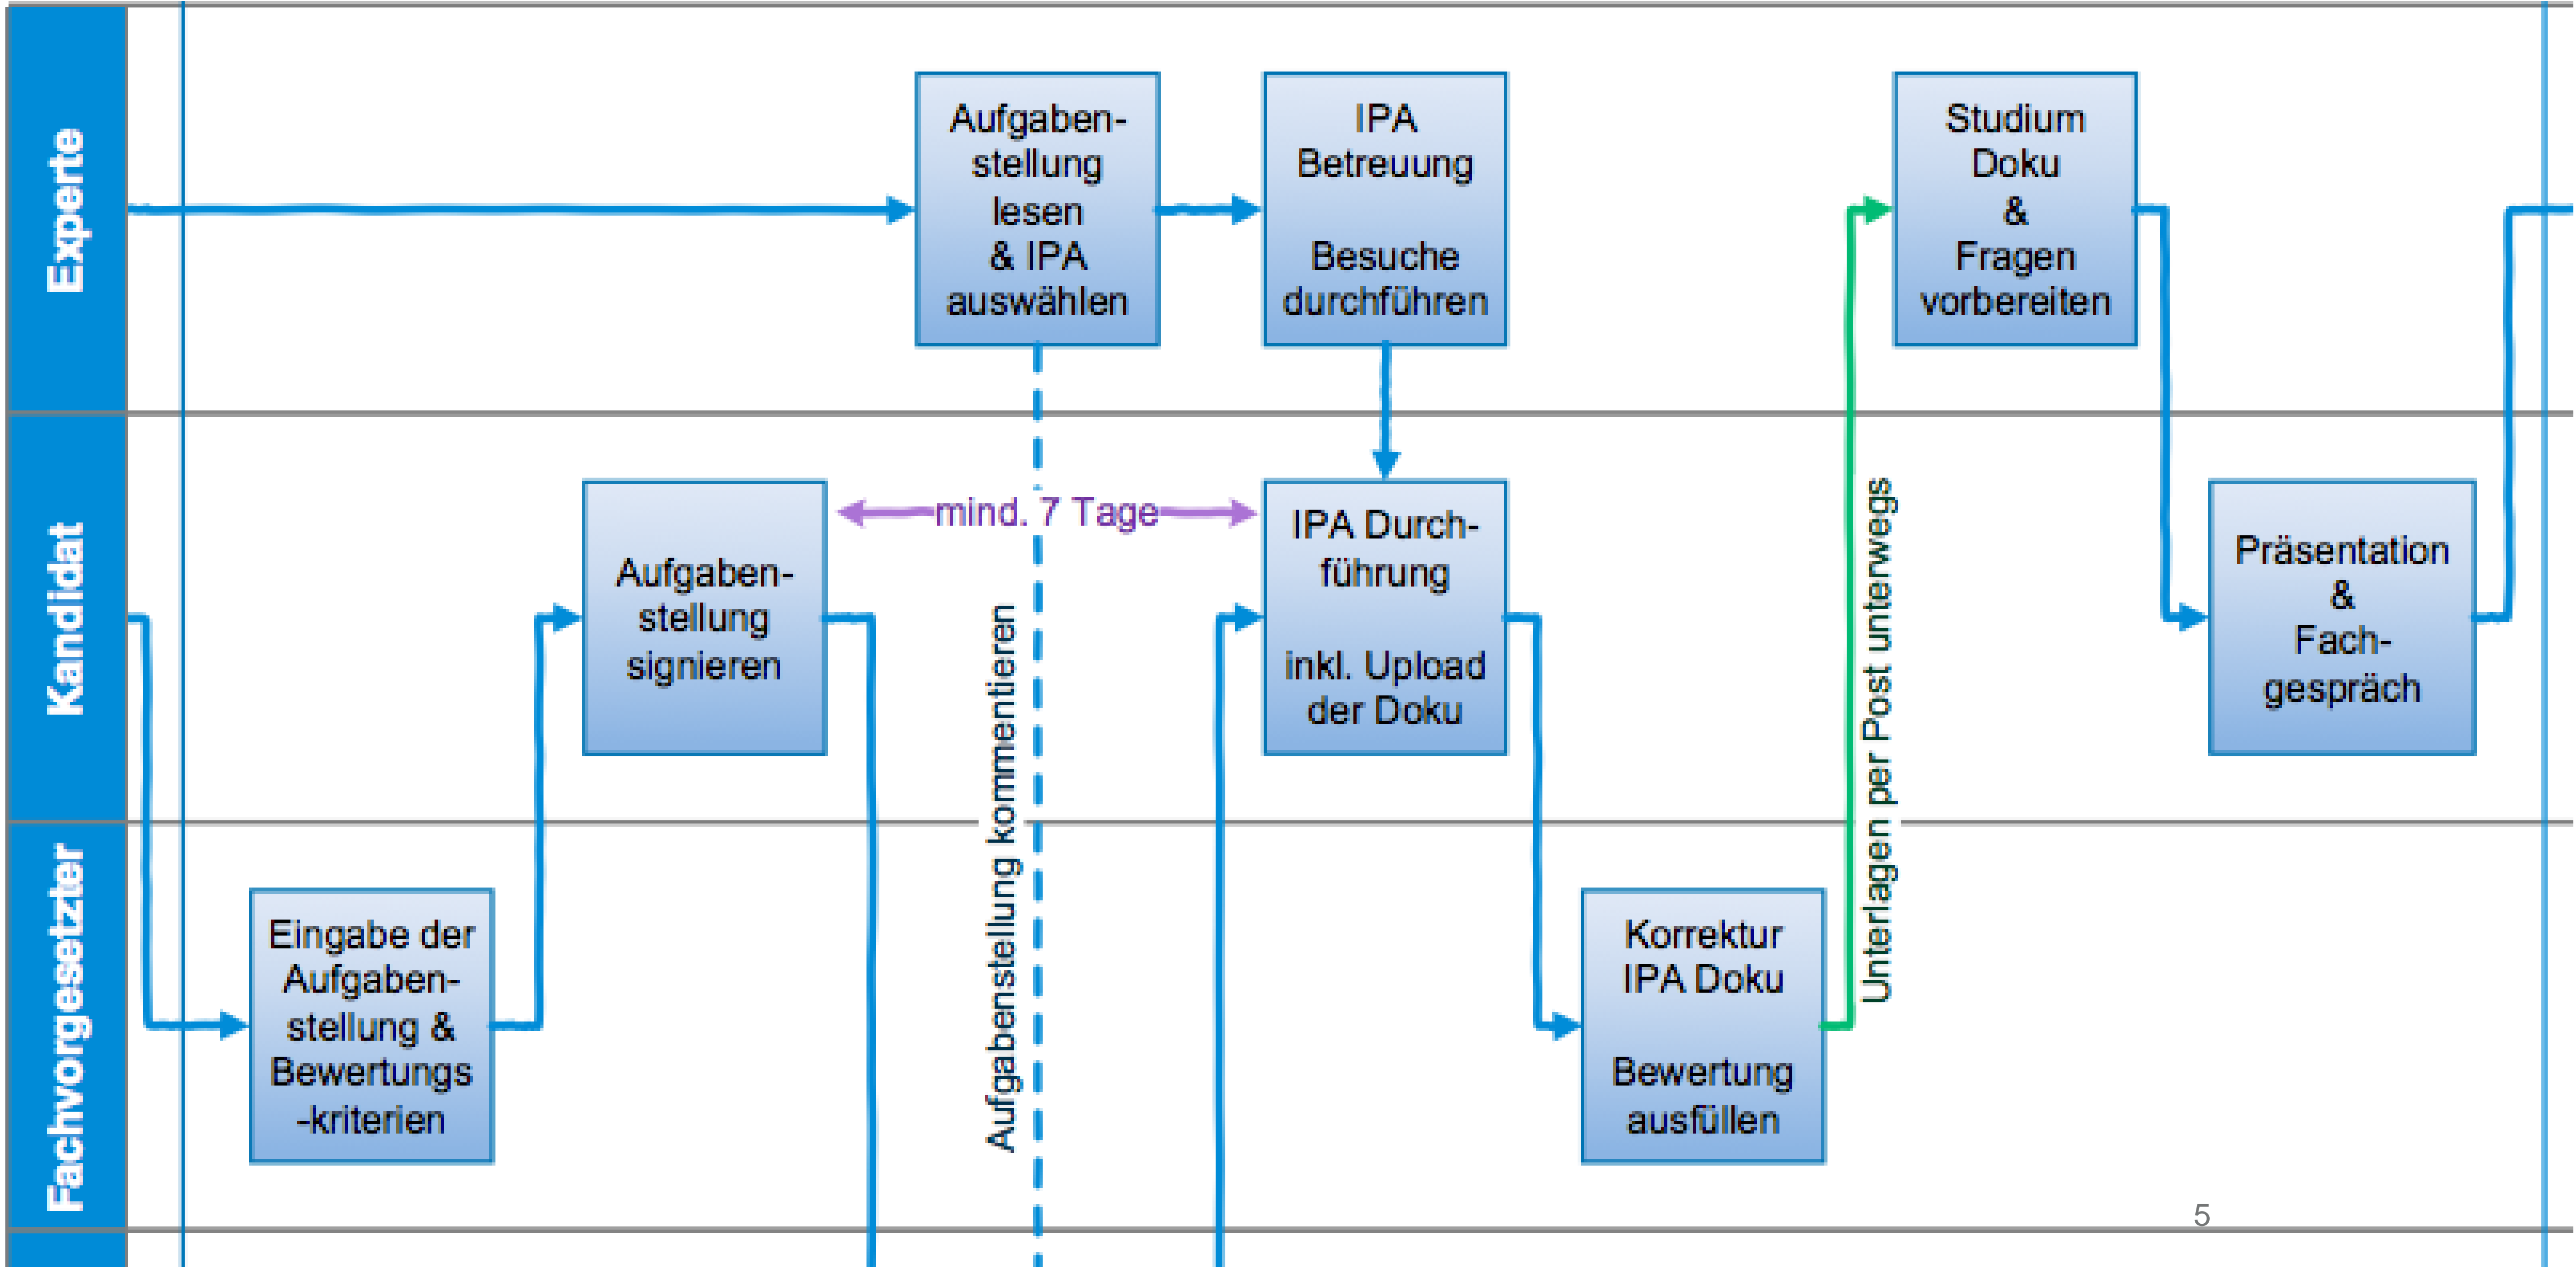 Experte
Aufgaben-
stellung
lesen
& IPA
auswählen
IPA
Betreuung
Besuche
durchführen
Studium
Doku
&
Fragen
vorbereiten
Kandidat
Aufgaben-
stellung
signieren
mind. 7 Tage
Aufgabenstellung kommentieren
IPA Durch-
führung
inkl. Upload
der Doku
Unterlagen per Post unterwegs
Präsentation
&
Fach-
gespräch
Fachvorgesetzter
Eingabe der
Aufgaben-
stellung &
Bewertungs
-kriterien
Korrektur
IPA Doku
Bewertung
ausfüllen
5